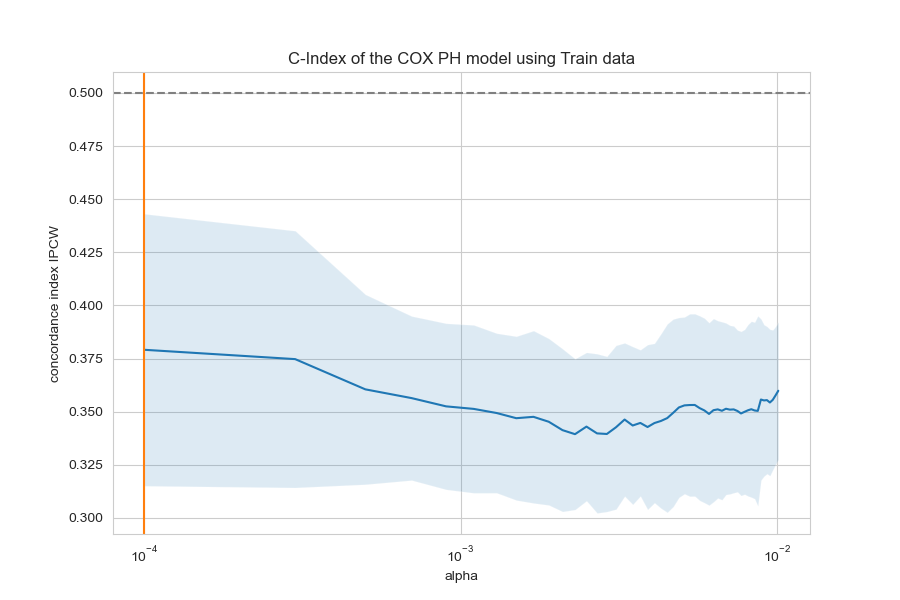 C-Index of the COX PH model using Train data
concordance index IPCW
0.500
0.475
0.450
0.425
0.400
0.375
0.350
0.325
0.300
10⁻⁴ 10⁻³ 10⁻²
alpha